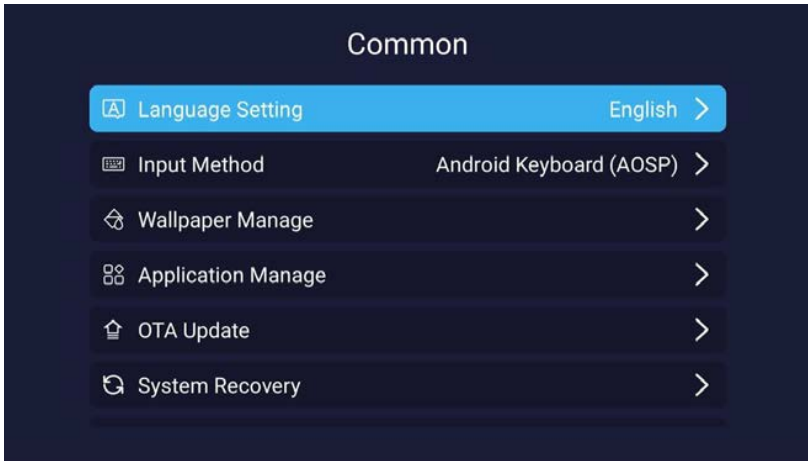 Common
Language Setting English
Input Method Android Keyboard (AOSP)
Wallpaper Manage
Application Manage
OTA Update
System Recovery